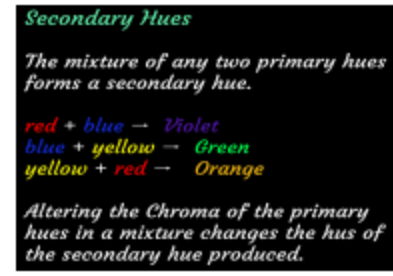 Secondary Hues
The mixture of any two primary hues
forms a secondary hue.
red + blue → Violet
blue + yellow → Green
yellow + red → Orange
Altering the Chroma of the primary
hues in a mixture changes the hus of
the secondary hue produced.